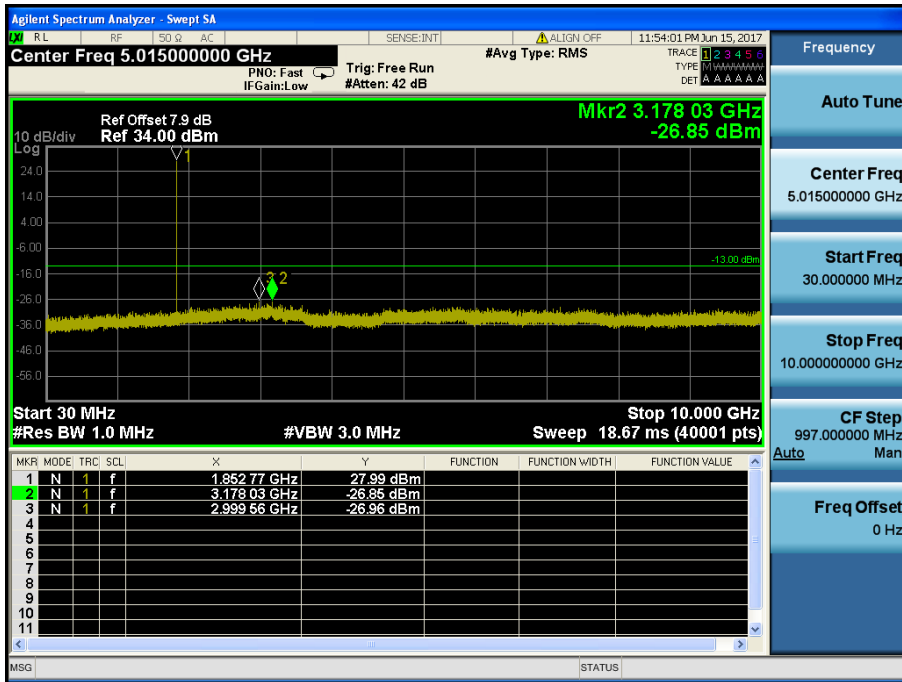 Agilent Spectrum Analyzer - Swept SA
LXI RL RF 50 Ω AC SENSE:INT ALIGN OFF 11:54:01 PM Jun 15, 2017
Center Freq 5.015000000 GHz #Avg Type: RMS TRACE 1 2 3 4 5 6
PNO: Fast Trig: Free Run TYPE M WWWWW
IFGain:Low #Atten: 42 dB DET A A A A A A
Frequency
Auto Tune
Center Freq
5.015000000 GHz
Start Freq
30.000000 MHz
Stop Freq
10.000000000 GHz
CF Step
997.000000 MHz
Auto Man
Freq Offset
0 Hz
Mkr2 3.178 03 GHz
-26.85 dBm
Ref Offset 7.9 dB
10 dB/div Ref 34.00 dBm
Log
1
24.0
14.0
4.00
-6.00
-13.00 dBm
-16.0
3 2
-26.0
-36.0
-46.0
-56.0
Start 30 MHz Stop 10.000 GHz
#Res BW 1.0 MHz #VBW 3.0 MHz Sweep 18.67 ms (40001 pts)
MKR MODE TRC SCL X Y FUNCTION FUNCTION WIDTH FUNCTION VALUE
1 N 1 f 1.852 77 GHz 27.99 dBm
2 N 1 f 3.178 03 GHz -26.85 dBm
3 N 1 f 2.999 56 GHz -26.96 dBm
4
5
6
7
8
9
10
11
MSG STATUS